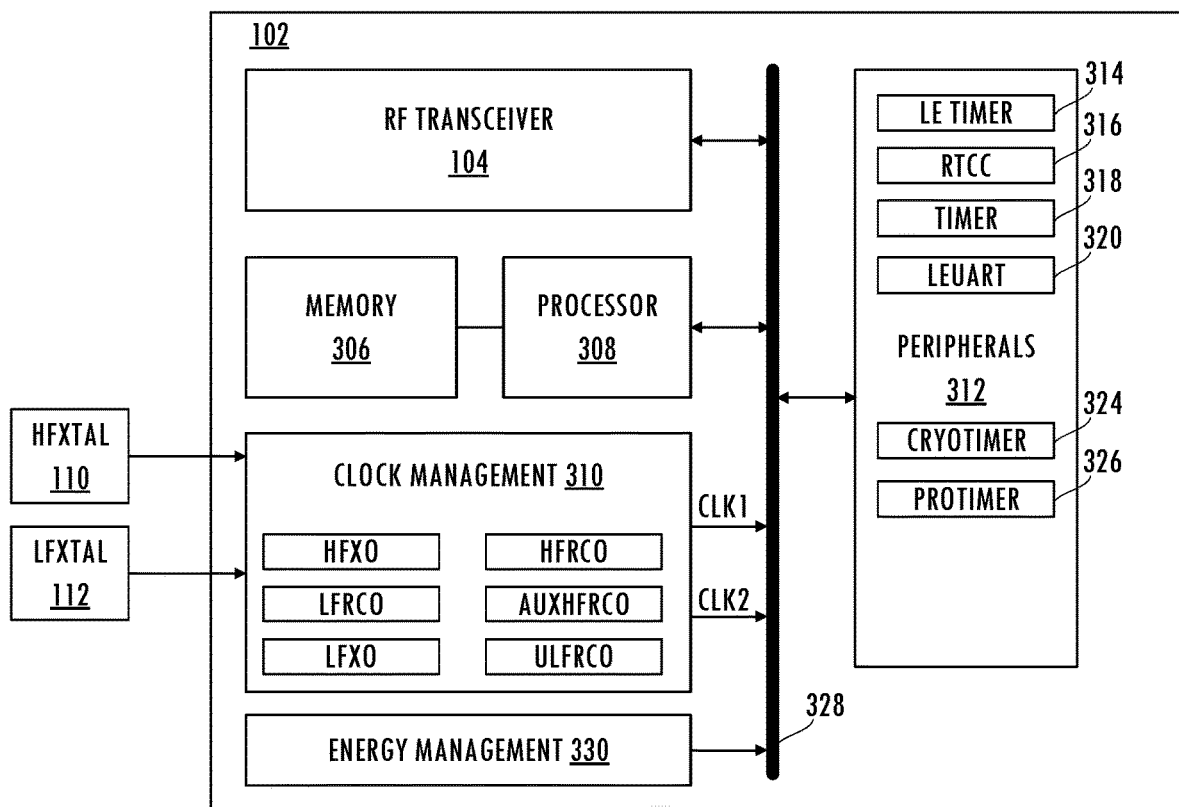 102
RF TRANSCEIVER
104
MEMORY
306
PROCESSOR
308
HFXTAL
110
LFXTAL
112
CLOCK MANAGEMENT 310
HFXO
HFRCO
LFRCO
AUXHFRCO
LFXO
ULFRCO
CLK1
CLK2
ENERGY MANAGEMENT 330
328
LE TIMER
314
RTCC
316
TIMER
318
LEUART
320
PERIPHERALS
312
CRYOTIMER
324
PROTIMER
326